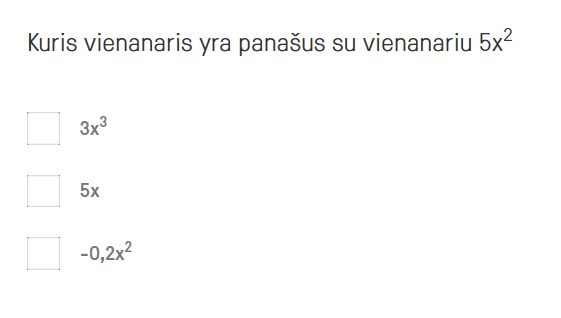 Kuris vienanaris yra panašus su vienanariu 5x²
3x³
5x
-0,2x²